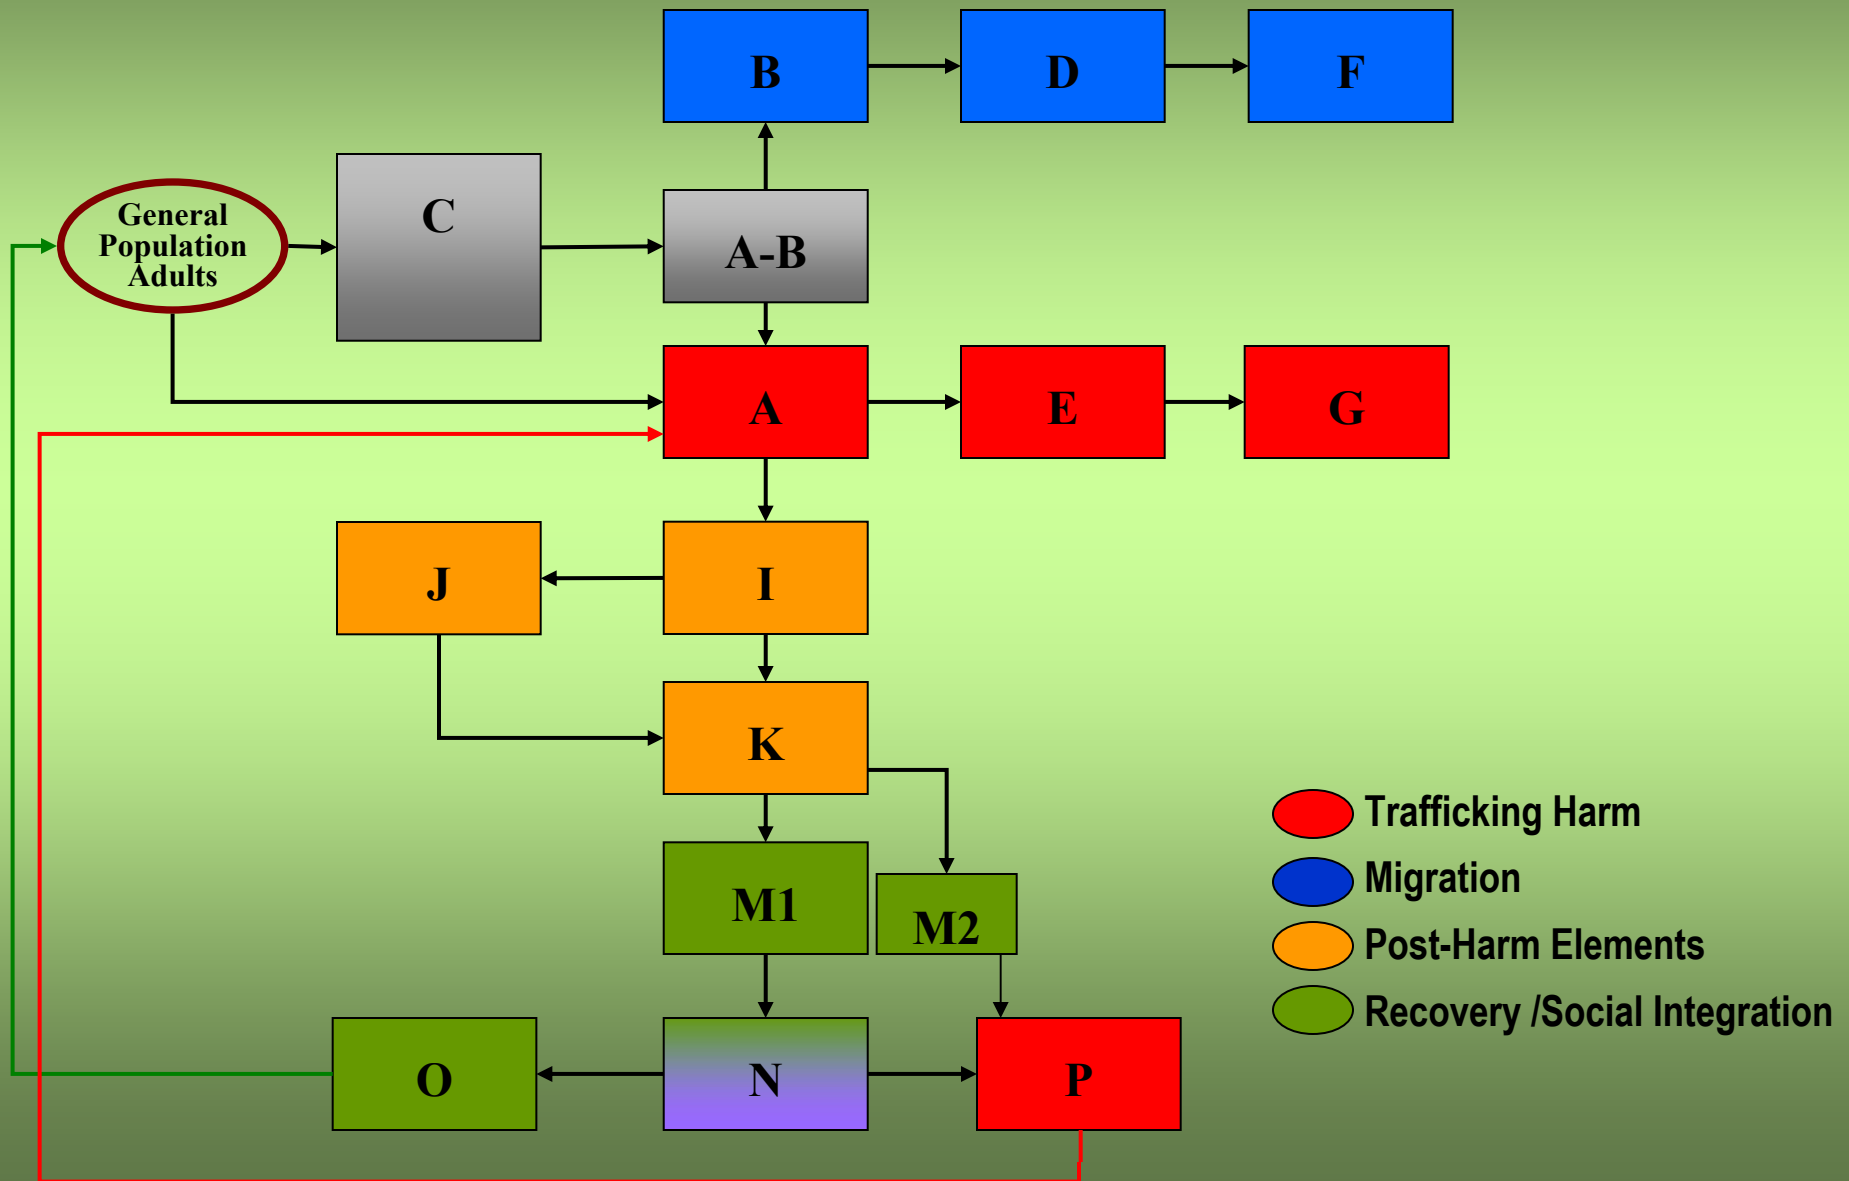 B
D
F
General
Population
Adults
C
A-B
A
E
G
J
I
K
M1
M2
O
N
P
Trafficking Harm
Migration
Post-Harm Elements
Recovery /Social Integration